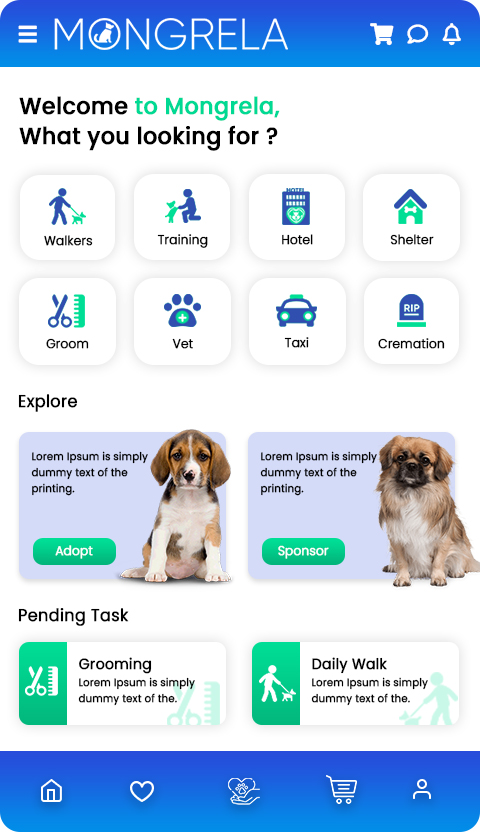 MONGRELA
Welcome to Mongrela,
What you looking for ?
HOTEL
Walkers
Training
Hotel
Shelter
RIP
Groom
Vet
Taxi
Cremation
Explore
Lorem Ipsum is simply
dummy text of the
printing.
Adopt
Lorem Ipsum is simply
dummy text of the
printing.
Sponsor
Pending Task
Grooming
Lorem Ipsum is simply
dummy text of the.
Daily Walk
Lorem Ipsum is simply
dummy text of the.